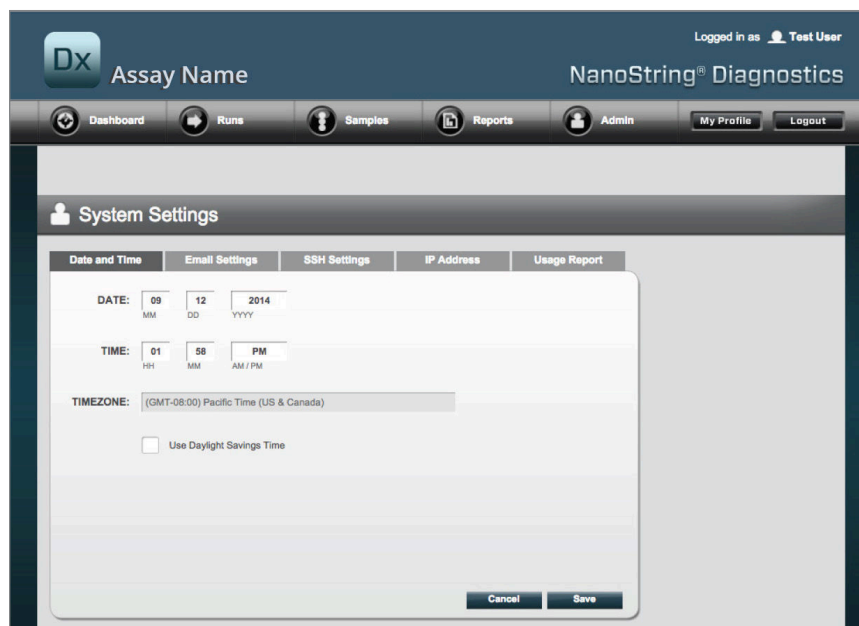 Logged in as Test User
Dx Assay Name
NanoString® Diagnostics
Dashboard Runs Samples Reports Admin My Profile Logout
System Settings
Date and Time Email Settings SSH Settings IP Address Usage Report
DATE: 09 12 2014
MM DD YYYY
TIME: 01 58 PM
HH MM AM / PM
TIMEZONE: (GMT-08:00) Pacific Time (US & Canada)
Use Daylight Savings Time
Cancel Save